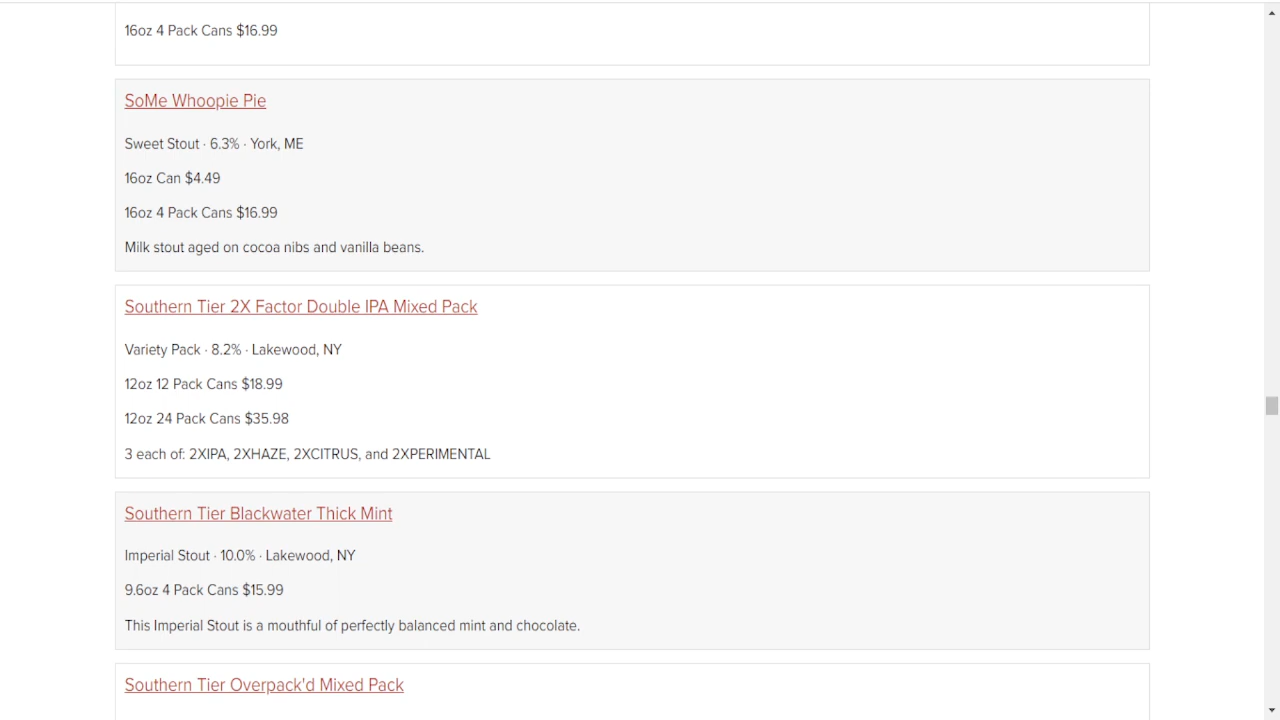 16oz 4 Pack Cans $16.99
SoMe Whoopie Pie
Sweet Stout · 6.3% · York, ME
16oz Can $4.49
16oz 4 Pack Cans $16.99
Milk stout aged on cocoa nibs and vanilla beans.
Southern Tier 2X Factor Double IPA Mixed Pack
Variety Pack · 8.2% · Lakewood, NY
12oz 12 Pack Cans $18.99
12oz 24 Pack Cans $35.98
3 each of: 2XIPA, 2XHAZE, 2XCITRUS, and 2XPERIMENTAL
Southern Tier Blackwater Thick Mint
Imperial Stout · 10.0% · Lakewood, NY
9.6oz 4 Pack Cans $15.99
This Imperial Stout is a mouthful of perfectly balanced mint and chocolate.
Southern Tier Overpack'd Mixed Pack